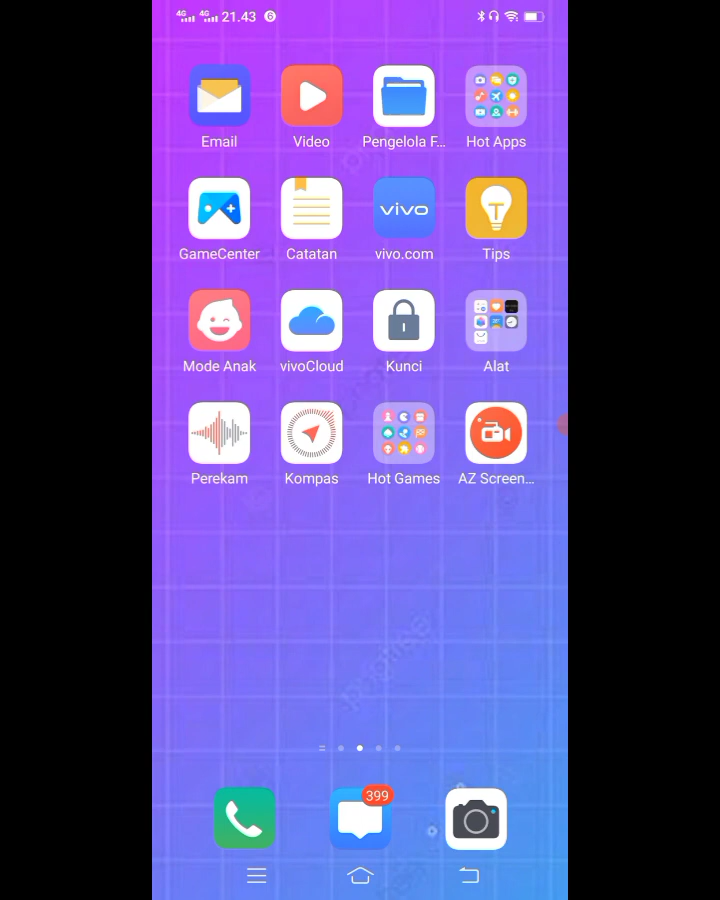 4G 4G 21.43 6
Email Video Pengelola F... Hot Apps
vivo
GameCenter Catatan vivo.com Tips
Mode Anak vivoCloud Kunci Alat
Perekam Kompas Hot Games AZ Screen...
399